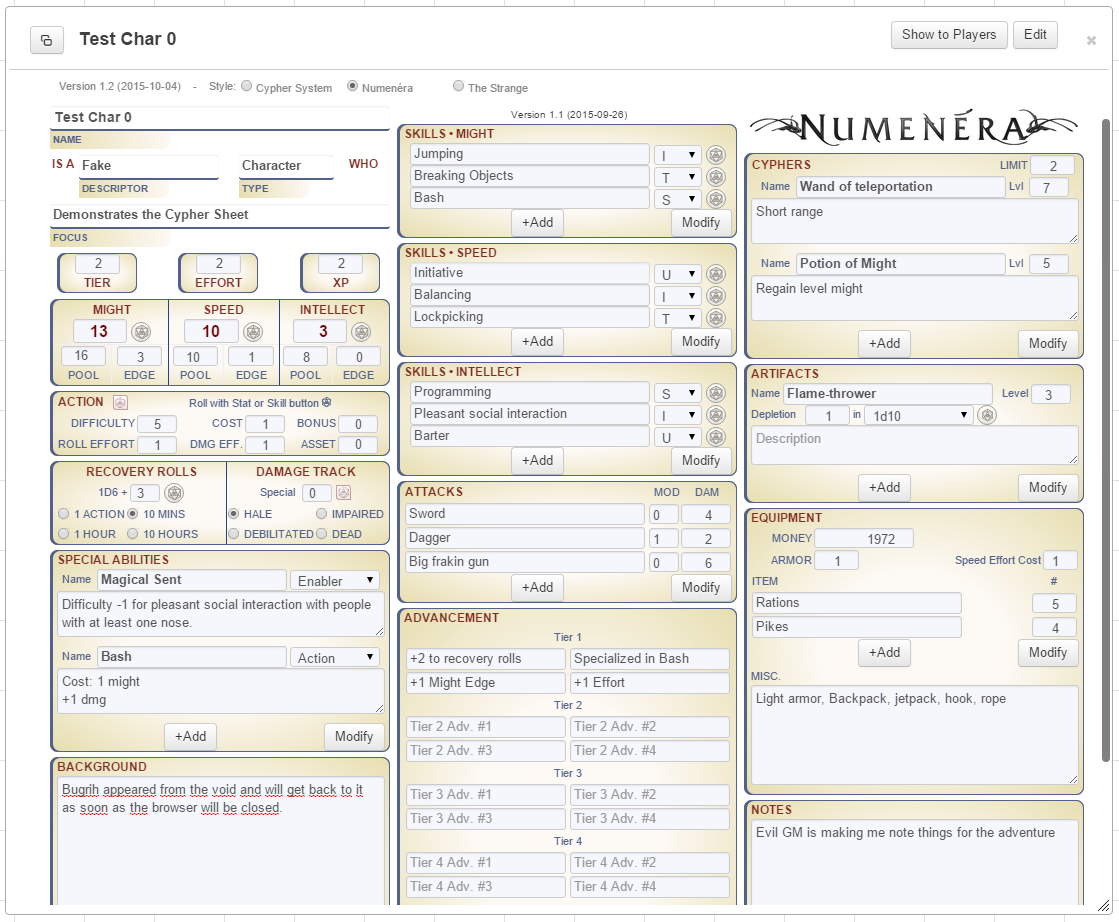 Test Char 0
Show to Players
Edit
Version 1.2 (2015-10-04) - Style: Cypher System Numenéra The Strange
Test Char 0
NAME
IS A Fake Character WHO
DESCRIPTOR TYPE
Demonstrates the Cypher Sheet
FOCUS
2 2 2
TIER EFFORT XP
MIGHT SPEED INTELLECT
13 10 3
16 3 10 1 8 0
POOL EDGE POOL EDGE POOL EDGE
ACTION Roll with Stat or Skill button
DIFFICULTY 5 COST 1 BONUS 0
ROLL EFFORT 1 DMG EFF. 1 ASSET 0
RECOVERY ROLLS DAMAGE TRACK
1D6 + 3 Special 0
1 ACTION 10 MINS HALE IMPAIRED
1 HOUR 10 HOURS DEBILITATED DEAD
SPECIAL ABILITIES
Name Magical Sent Enabler
Difficulty -1 for pleasant social interaction with people
with at least one nose.
Name Bash Action
Cost: 1 might
+1 dmg
+Add Modify
BACKGROUND
Bugrih appeared from the void and will get back to it
as soon as the browser will be closed.
Version 1.1 (2015-09-26)
SKILLS • MIGHT
Jumping I
Breaking Objects T
Bash S
+Add Modify
SKILLS • SPEED
Initiative U
Balancing I
Lockpicking T
+Add Modify
SKILLS • INTELLECT
Programming S
Pleasant social interaction I
Barter U
+Add Modify
ATTACKS MOD DAM
Sword 0 4
Dagger 1 2
Big frakin gun 0 6
+Add Modify
ADVANCEMENT
Tier 1
+2 to recovery rolls Specialized in Bash
+1 Might Edge +1 Effort
Tier 2
Tier 2 Adv. #1 Tier 2 Adv. #2
Tier 2 Adv. #3 Tier 2 Adv. #4
Tier 3
Tier 3 Adv. #1 Tier 3 Adv. #2
Tier 3 Adv. #3 Tier 3 Adv. #4
Tier 4
Tier 4 Adv. #1 Tier 4 Adv. #2
Tier 4 Adv. #3 Tier 4 Adv. #4
NUMENÉRA
CYPHERS LIMIT 2
Name Wand of teleportation Lvl 7
Short range
Name Potion of Might Lvl 5
Regain level might
+Add Modify
ARTIFACTS
Name Flame-thrower Level 3
Depletion 1 in 1d10
Description
+Add Modify
EQUIPMENT
MONEY 1972
ARMOR 1 Speed Effort Cost 1
ITEM #
Rations 5
Pikes 4
+Add Modify
MISC.
Light armor, Backpack, jetpack, hook, rope
NOTES
Evil GM is making me note things for the adventure